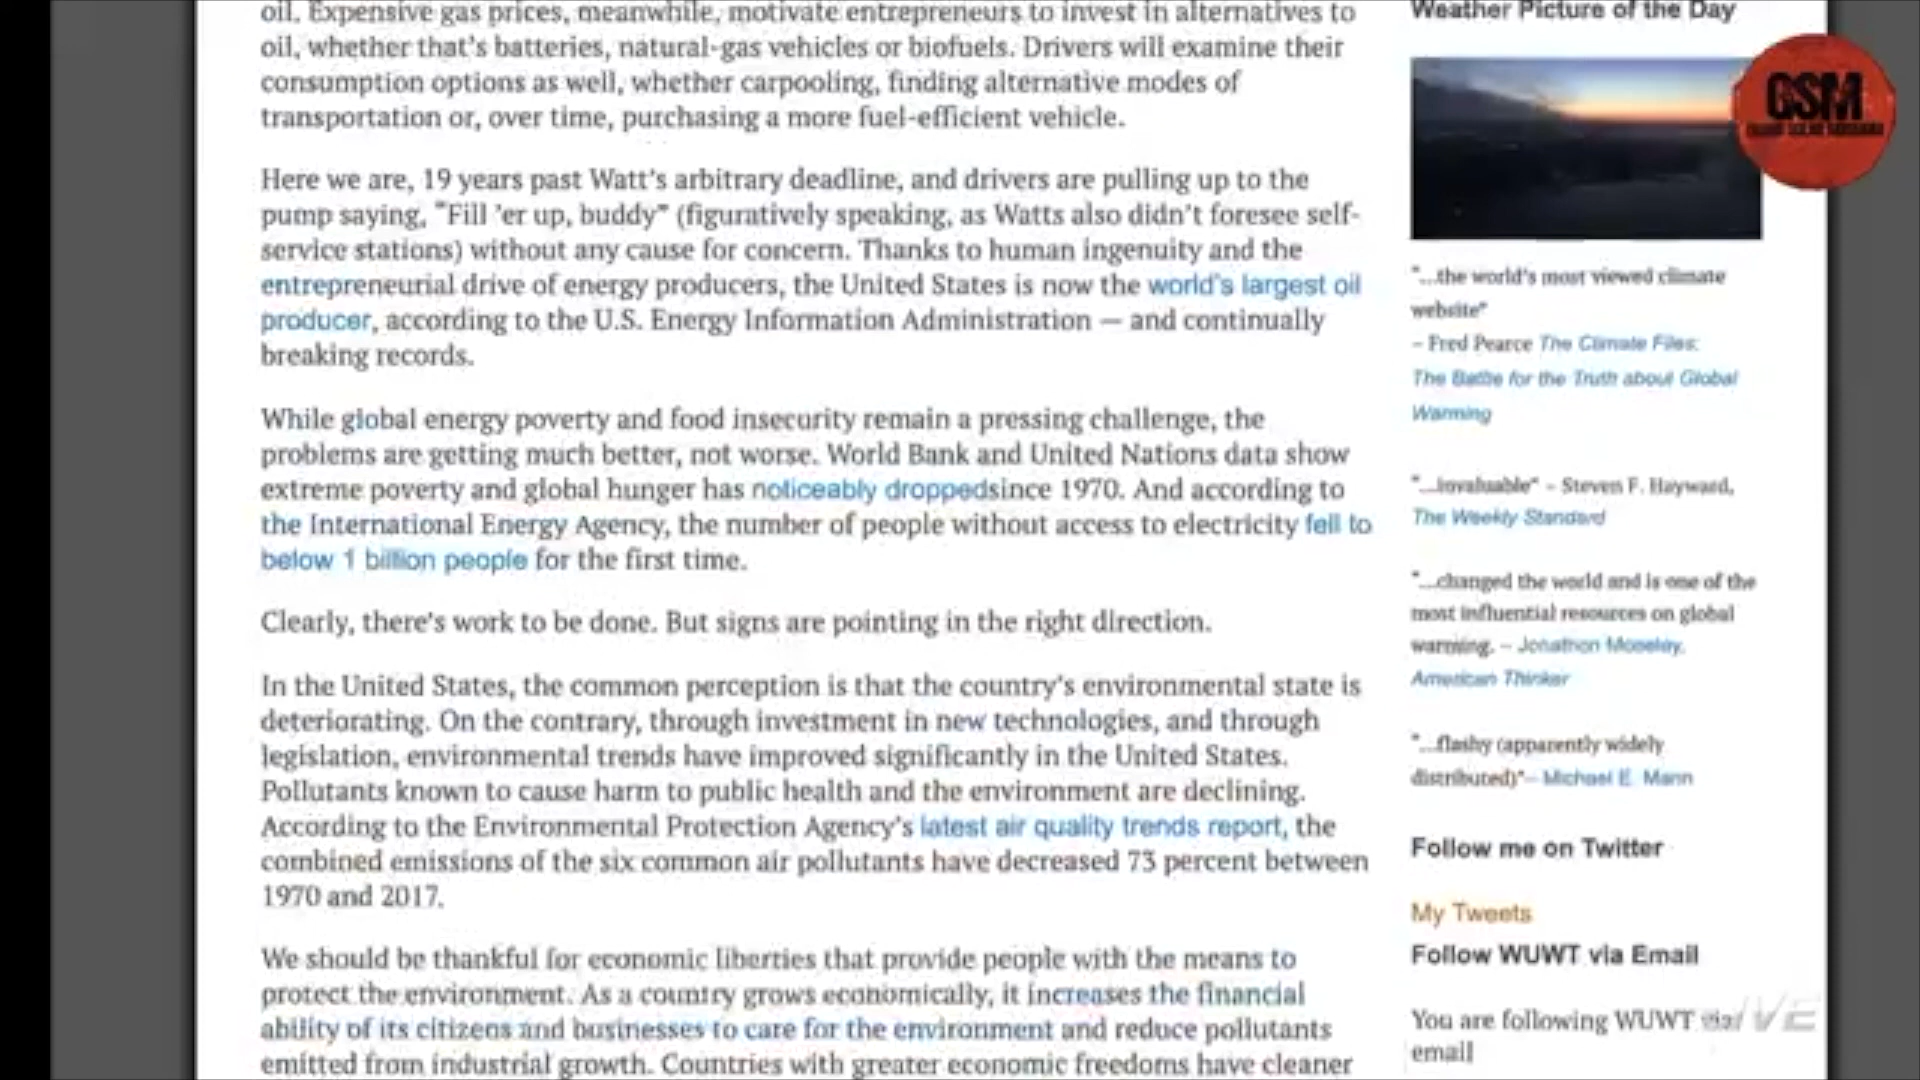 oil. Expensive gas prices, meanwhile, motivate entrepreneurs to invest in alternatives to
oil, whether that's batteries, natural-gas vehicles or biofuels. Drivers will examine their
consumption options as well, whether carpooling, finding alternative modes of
transportation or, over time, purchasing a more fuel-efficient vehicle.
Here we are, 19 years past Watt's arbitrary deadline, and drivers are pulling up to the
pump saying, "Fill 'er up, buddy" (figuratively speaking, as Watts also didn't foresee self-
service stations) without any cause for concern. Thanks to human ingenuity and the
entrepreneurial drive of energy producers, the United States is now the world's largest oil
producer, according to the U.S. Energy Information Administration — and continually
breaking records.
While global energy poverty and food insecurity remain a pressing challenge, the
problems are getting much better, not worse. World Bank and United Nations data show
extreme poverty and global hunger has noticeably droppedsince 1970. And according to
the International Energy Agency, the number of people without access to electricity fell to
below 1 billion people for the first time.
Clearly, there's work to be done. But signs are pointing in the right direction.
In the United States, the common perception is that the country's environmental state is
deteriorating. On the contrary, through investment in new technologies, and through
legislation, environmental trends have improved significantly in the United States.
Pollutants known to cause harm to public health and the environment are declining.
According to the Environmental Protection Agency's latest air quality trends report, the
combined emissions of the six common air pollutants have decreased 73 percent between
1970 and 2017.
We should be thankful for economic liberties that provide people with the means to
protect the environment. As a country grows economically, it increases the financial
ability of its citizens and businesses to care for the environment and reduce pollutants
emitted from industrial growth. Countries with greater economic freedoms have cleaner
Weather Picture of the Day
GSM
"...the world's most viewed climate
website"
– Fred Pearce The Climate Files:
The Battle for the Truth about Global
Warming
"...invaluable" – Steven F. Hayward,
The Weekly Standard
"...changed the world and is one of the
most influential resources on global
warming. – Jonathon Moseley,
American Thinker
"...flashy (apparently widely
distributed)"– Michael E. Mann
Follow me on Twitter
My Tweets
Follow WUWT via Email
You are following WUWT via
email